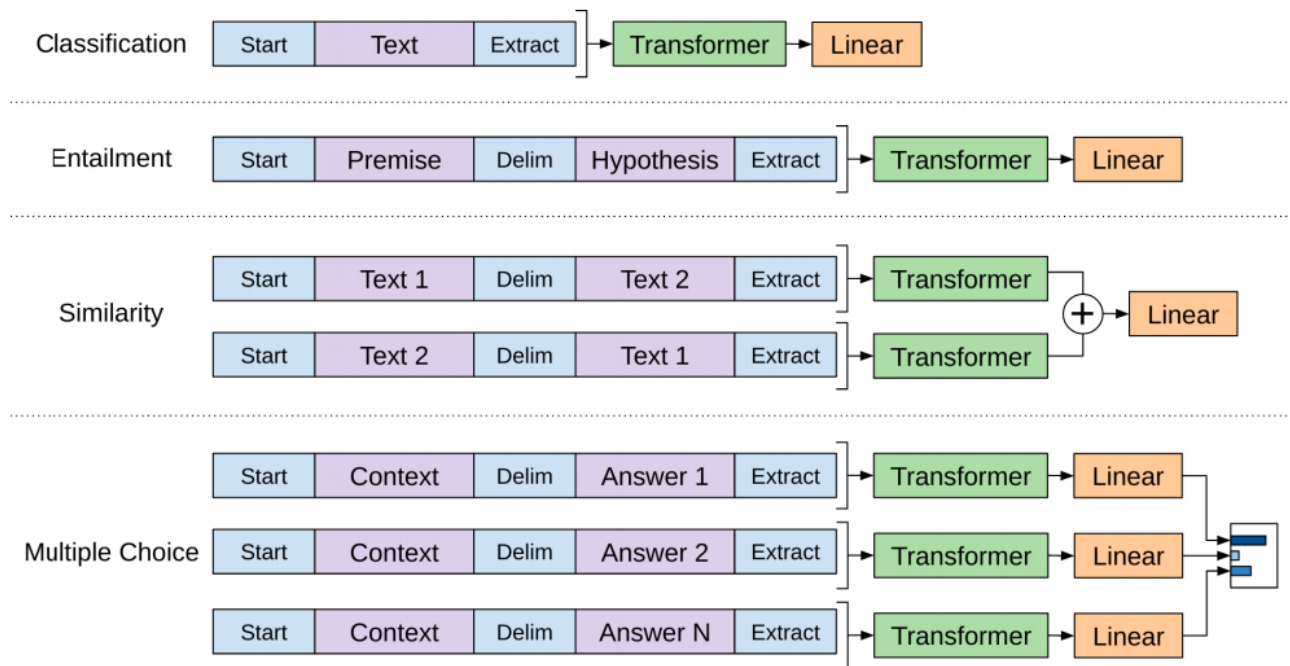 Classification Start Text Extract Transformer Linear
Entailment Start Premise Delim Hypothesis Extract Transformer Linear
Start Text 1 Delim Text 2 Extract Transformer
Similarity + Linear
Start Text 2 Delim Text 1 Extract Transformer
Start Context Delim Answer 1 Extract Transformer Linear
Multiple Choice Start Context Delim Answer 2 Extract Transformer Linear
Start Context Delim Answer N Extract Transformer Linear